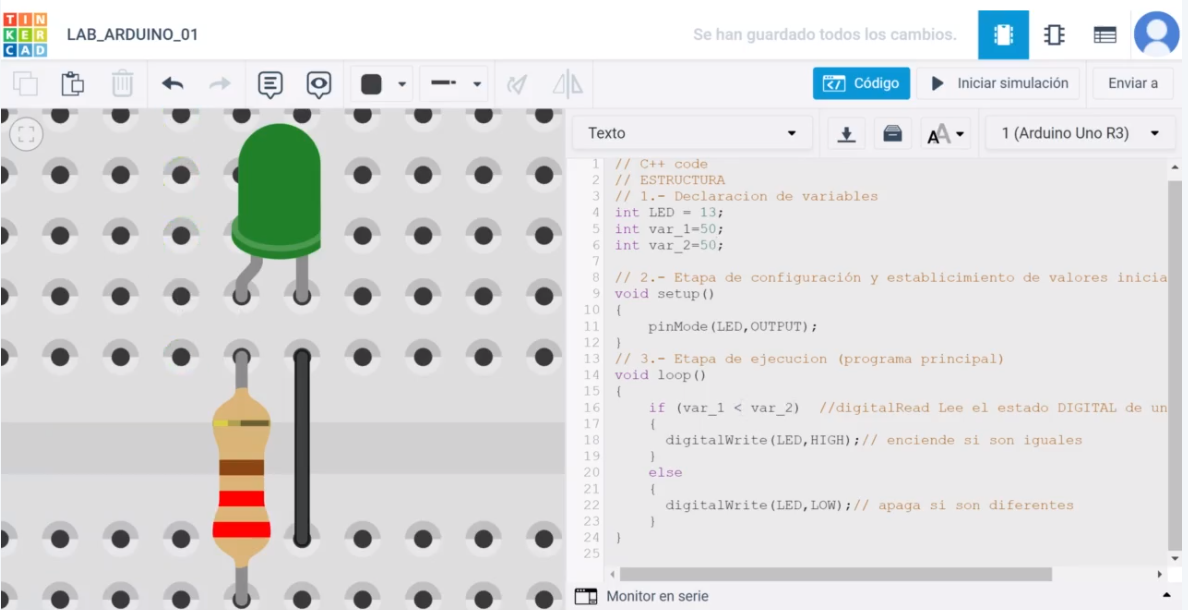 TIN
KER
CAD
LAB_ARDUINO_01
Se han guardado todos los cambios.
Código
Iniciar simulación
Enviar a
Texto
AA
1 (Arduino Uno R3)
1 // C++ code
2 // ESTRUCTURA
3 // 1.- Declaracion de variables
4 int LED = 13;
5 int var_1=50;
6 int var_2=50;
7
8 // 2.- Etapa de configuración y establicimiento de valores inicia
9 void setup()
10 {
11 pinMode(LED,OUTPUT);
12 }
13 // 3.- Etapa de ejecucion (programa principal)
14 void loop()
15 {
16 if (var_1 < var_2) //digitalRead Lee el estado DIGITAL de un
17 {
18 digitalWrite(LED,HIGH);// enciende si son iguales
19 }
20 else
21 {
22 digitalWrite(LED,LOW);// apaga si son diferentes
23 }
24 }
25
Monitor en serie